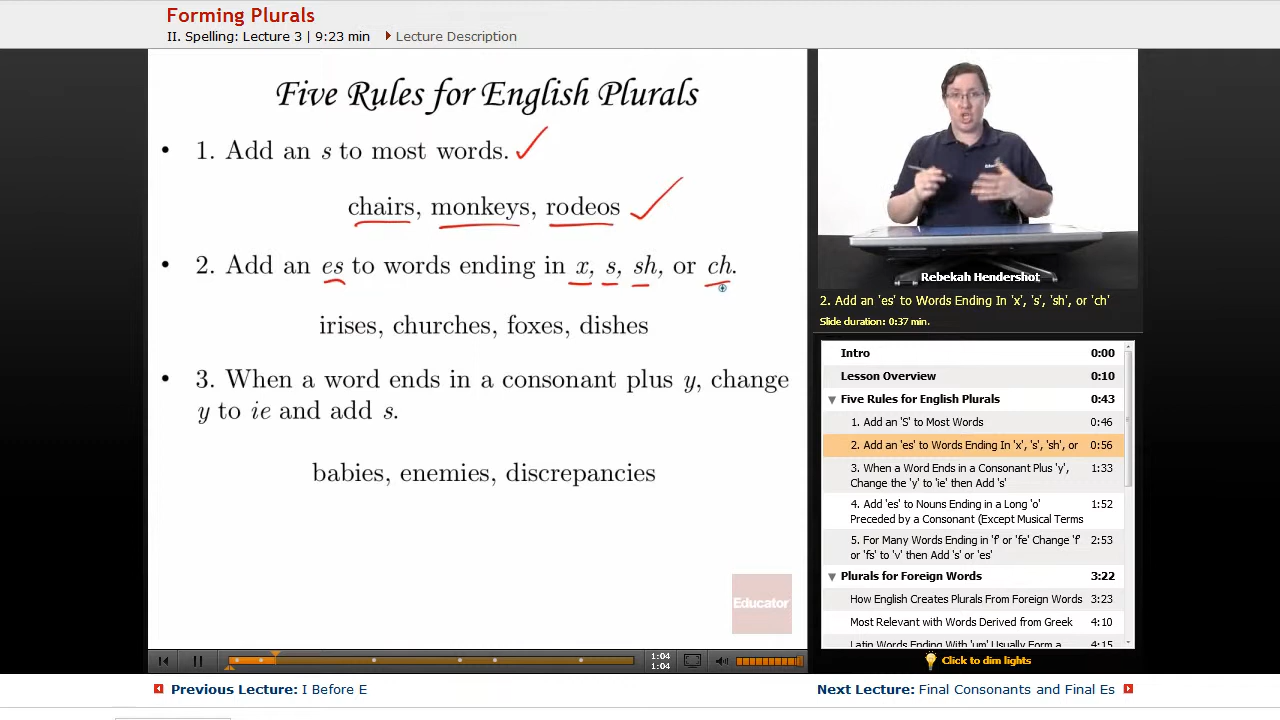 Forming Plurals
II. Spelling: Lecture 3 | 9:23 min
Lecture Description
Five Rules for English Plurals
• 1. Add an s to most words.
chairs, monkeys, rodeos
• 2. Add an es to words ending in x, s, sh, or ch.
irises, churches, foxes, dishes
• 3. When a word ends in a consonant plus y, change
y to ie and add s.
babies, enemies, discrepancies
Educator
Rebekah Hendershot
2. Add an 'es' to Words Ending In 'x', 's', 'sh', or 'ch'
Slide duration: 0:37 min.
Intro 0:00
Lesson Overview 0:10
Five Rules for English Plurals 0:43
1. Add an 'S' to Most Words 0:46
2. Add an 'es' to Words Ending In 'x', 's', 'sh', or 0:56
3. When a Word Ends in a Consonant Plus 'y', 1:33
Change the 'y' to 'ie' then Add 's'
4. Add 'es' to Nouns Ending in a Long 'o' 1:52
Preceded by a Consonant (Except Musical Terms
5. For Many Words Ending in 'f' or 'fe' Change 'f' 2:53
or 'fs' to 'v' then Add 's' or 'es'
Plurals for Foreign Words 3:22
How English Creates Plurals From Foreign Words 3:23
Most Relevant with Words Derived from Greek 4:10
Latin Words Ending With 'um' Usually Form a 4:15
1:04
1:04
Click to dim lights
Previous Lecture: I Before E
Next Lecture: Final Consonants and Final Es